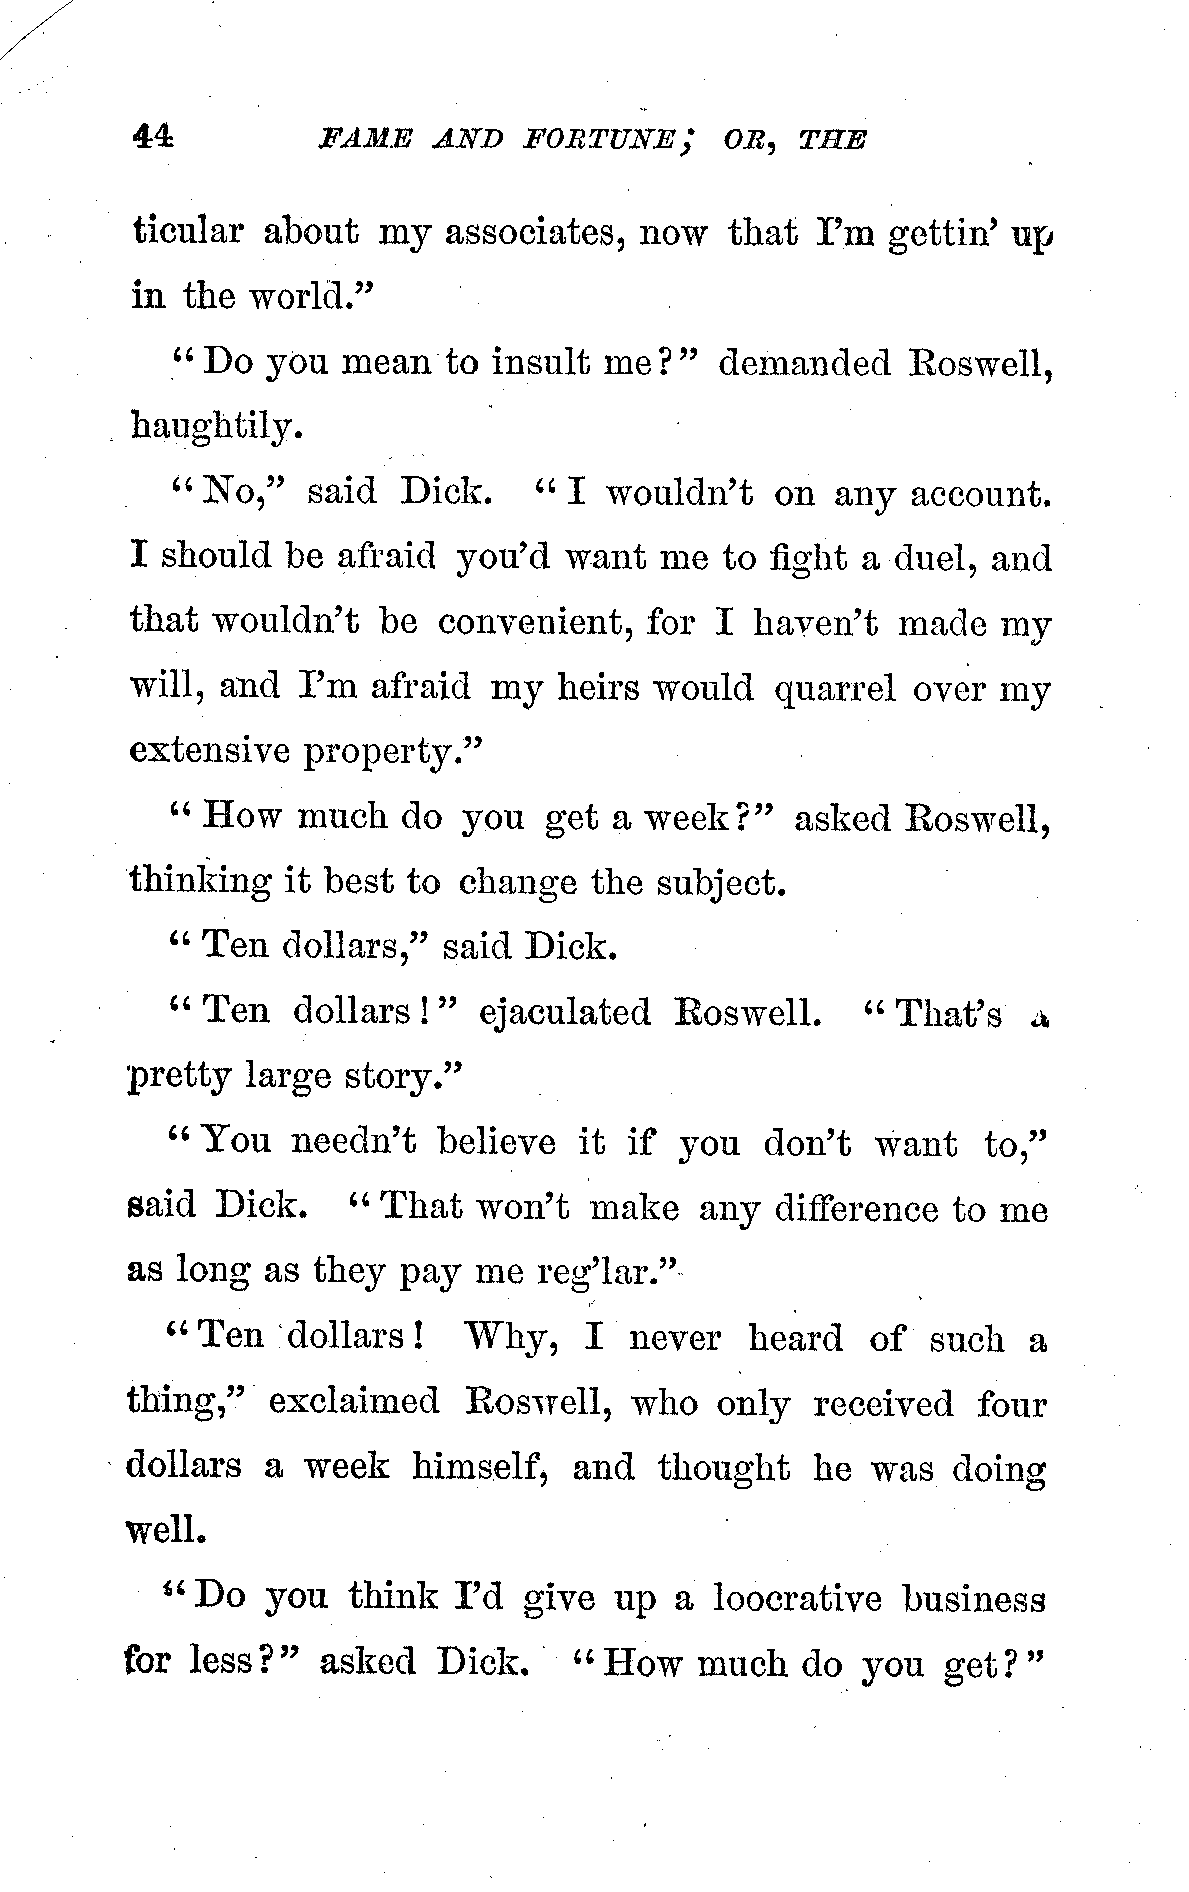 44 FAME AND FORTUNE; OR, THE
ticular about my associates, now that I'm gettin' up
in the world."
"Do you mean to insult me?" demanded Roswell,
haughtily.
"No," said Dick. "I wouldn't on any account.
I should be afraid you'd want me to fight a duel, and
that wouldn't be convenient, for I haven't made my
will, and I'm afraid my heirs would quarrel over my
extensive property."
"How much do you get a week?" asked Roswell,
thinking it best to change the subject.
"Ten dollars," said Dick.
"Ten dollars!" ejaculated Roswell. "That's a
pretty large story."
"You needn't believe it if you don't want to,"
said Dick. "That won't make any difference to me
as long as they pay me reg'lar."
"Ten dollars! Why, I never heard of such a
thing," exclaimed Roswell, who only received four
dollars a week himself, and thought he was doing
well.
"Do you think I'd give up a loocrative business
for less?" asked Dick. "How much do you get?"